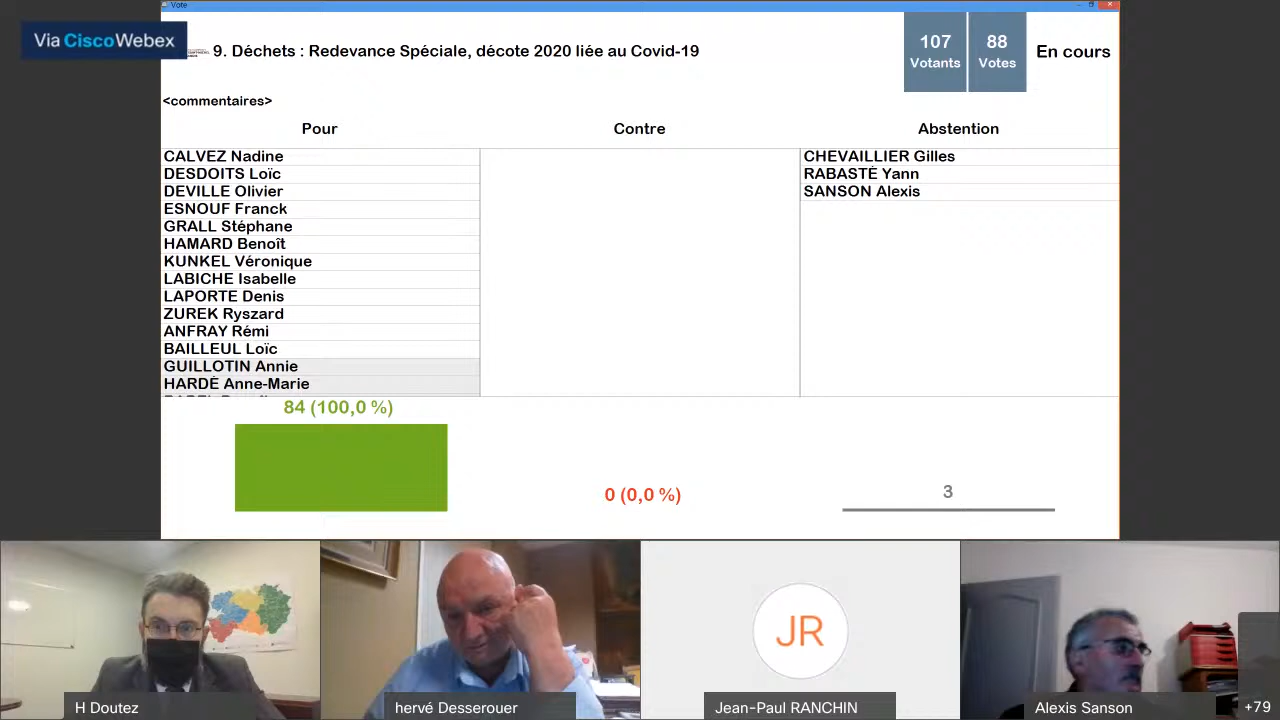 Vote
Via CiscoWebex
9. Déchets : Redevance Spéciale, décote 2020 liée au Covid-19
107
Votants
88
Votes
En cours
<commentaires>
Pour
Contre
Abstention
CALVEZ Nadine
DESDOITS Loïc
DEVILLE Olivier
ESNOUF Franck
GRALL Stéphane
HAMARD Benoît
KUNKEL Véronique
LABICHE Isabelle
LAPORTE Denis
ZUREK Ryszard
ANFRAY Rémi
BAILLEUL Loïc
GUILLOTIN Annie
HARDÉ Anne-Marie
CHEVAILLIER Gilles
RABASTÉ Yann
SANSON Alexis
84 (100,0 %)
0 (0,0 %)
3
JR
H Doutez
hervé Desserouer
Jean-Paul RANCHIN
Alexis Sanson
+79